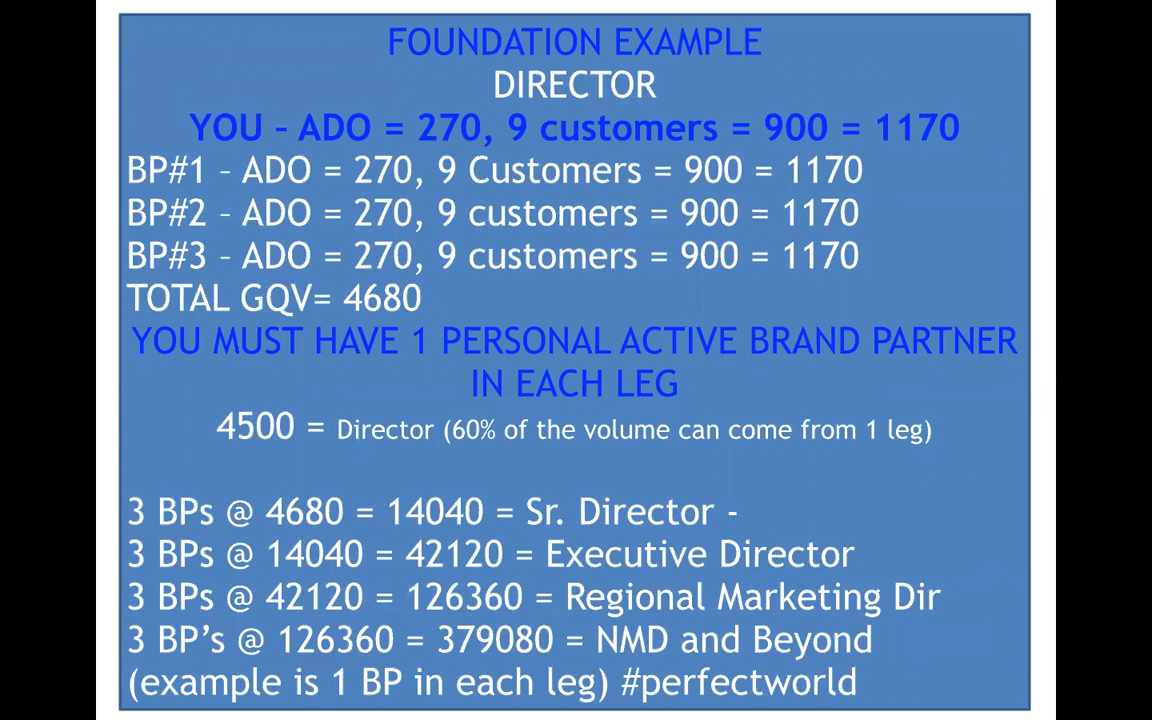 FOUNDATION EXAMPLE
DIRECTOR
YOU – ADO = 270, 9 customers = 900 = 1170
BP#1 – ADO = 270, 9 Customers = 900 = 1170
BP#2 – ADO = 270, 9 customers = 900 = 1170
BP#3 – ADO = 270, 9 customers = 900 = 1170
TOTAL GQV= 4680
YOU MUST HAVE 1 PERSONAL ACTIVE BRAND PARTNER
IN EACH LEG
4500 = Director (60% of the volume can come from 1 leg)
3 BPs @ 4680 = 14040 = Sr. Director -
3 BPs @ 14040 = 42120 = Executive Director
3 BPs @ 42120 = 126360 = Regional Marketing Dir
3 BP’s @ 126360 = 379080 = NMD and Beyond
(example is 1 BP in each leg) #perfectworld